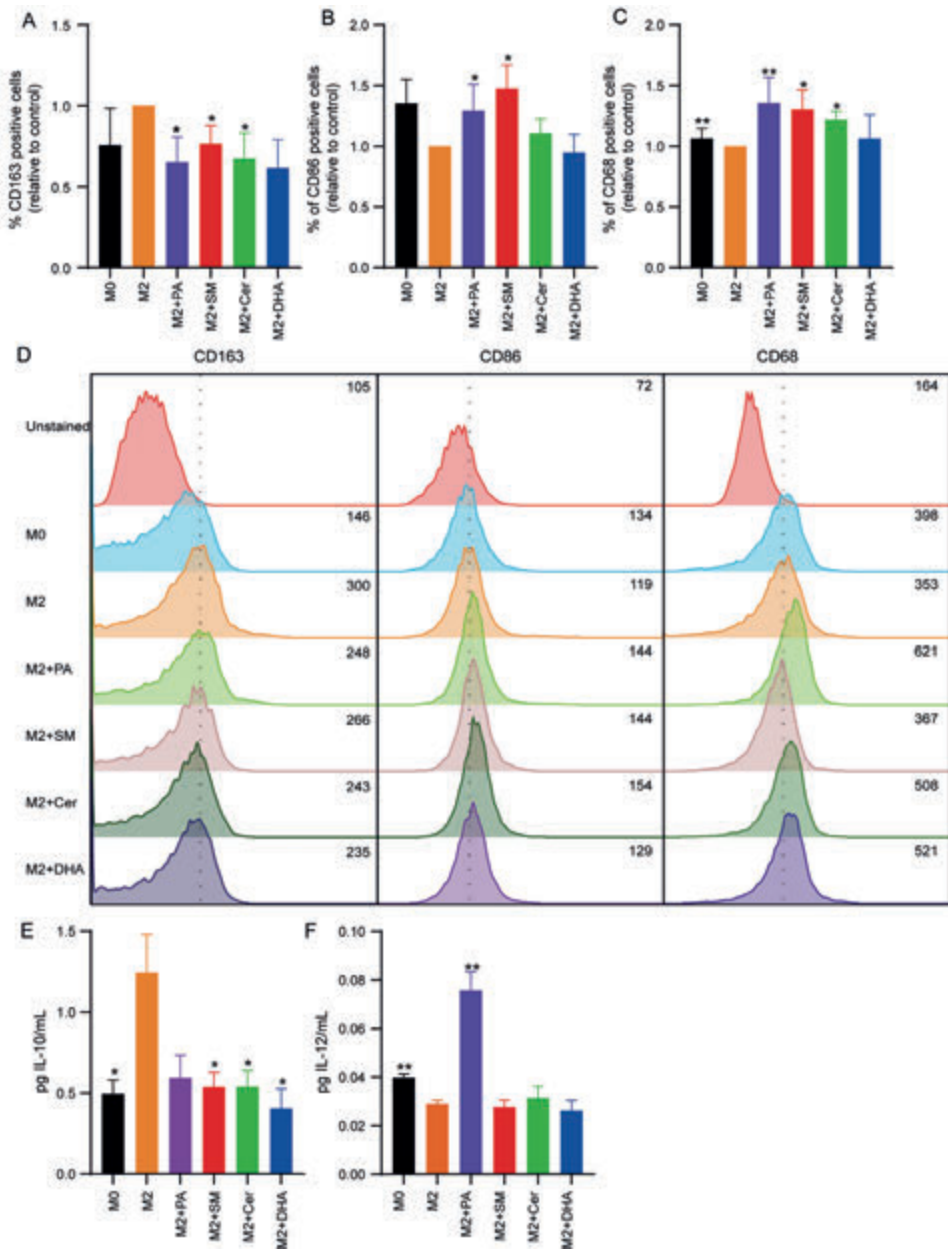 A
% CD163 positive cells
(relative to control)
1.5
1.0
0.5
0.0
*
*
*
M0
M2
M2+PA
M2+SM
M2+Cer
M2+DHA
B
% of CD86 positive cells
(relative to control)
2.0
1.5
1.0
0.5
0.0
*
*
M0
M2
M2+PA
M2+SM
M2+Cer
M2+DHA
C
% of CD68 positive cells
(relative to control)
2.0
1.5
1.0
0.5
0.0
**
**
*
*
M0
M2
M2+PA
M2+SM
M2+Cer
M2+DHA
D
CD163 CD86 CD68
Unstained 105 72 164
M0 146 134 398
M2 300 119 353
M2+PA 248 144 621
M2+SM 266 144 367
M2+Cer 243 154 508
M2+DHA 235 129 521
E
pg IL-10/mL
1.5
1.0
0.5
0.0
*
*
*
*
M0
M2
M2+PA
M2+SM
M2+Cer
M2+DHA
F
pg IL-12/mL
0.10
0.08
0.06
0.04
0.02
0.00
**
**
M0
M2
M2+PA
M2+SM
M2+Cer
M2+DHA